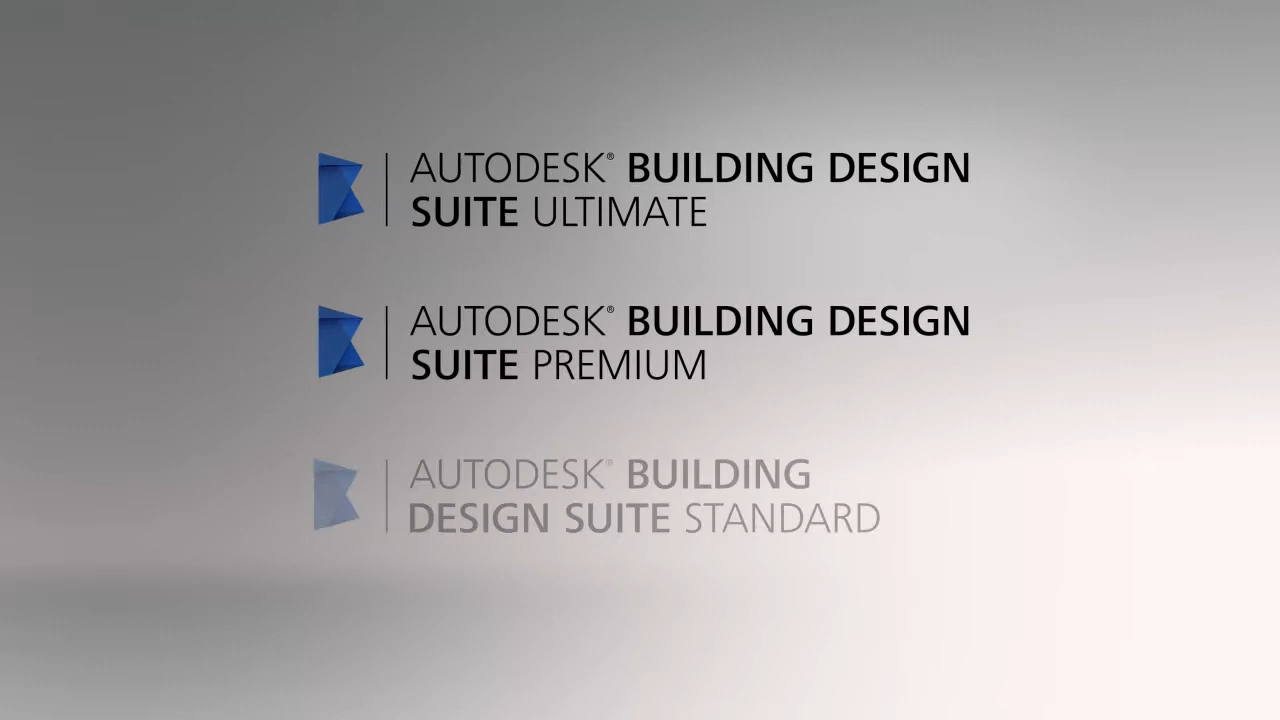 AUTODESK® BUILDING DESIGN
SUITE ULTIMATE
AUTODESK® BUILDING DESIGN
SUITE PREMIUM
AUTODESK® BUILDING
DESIGN SUITE STANDARD